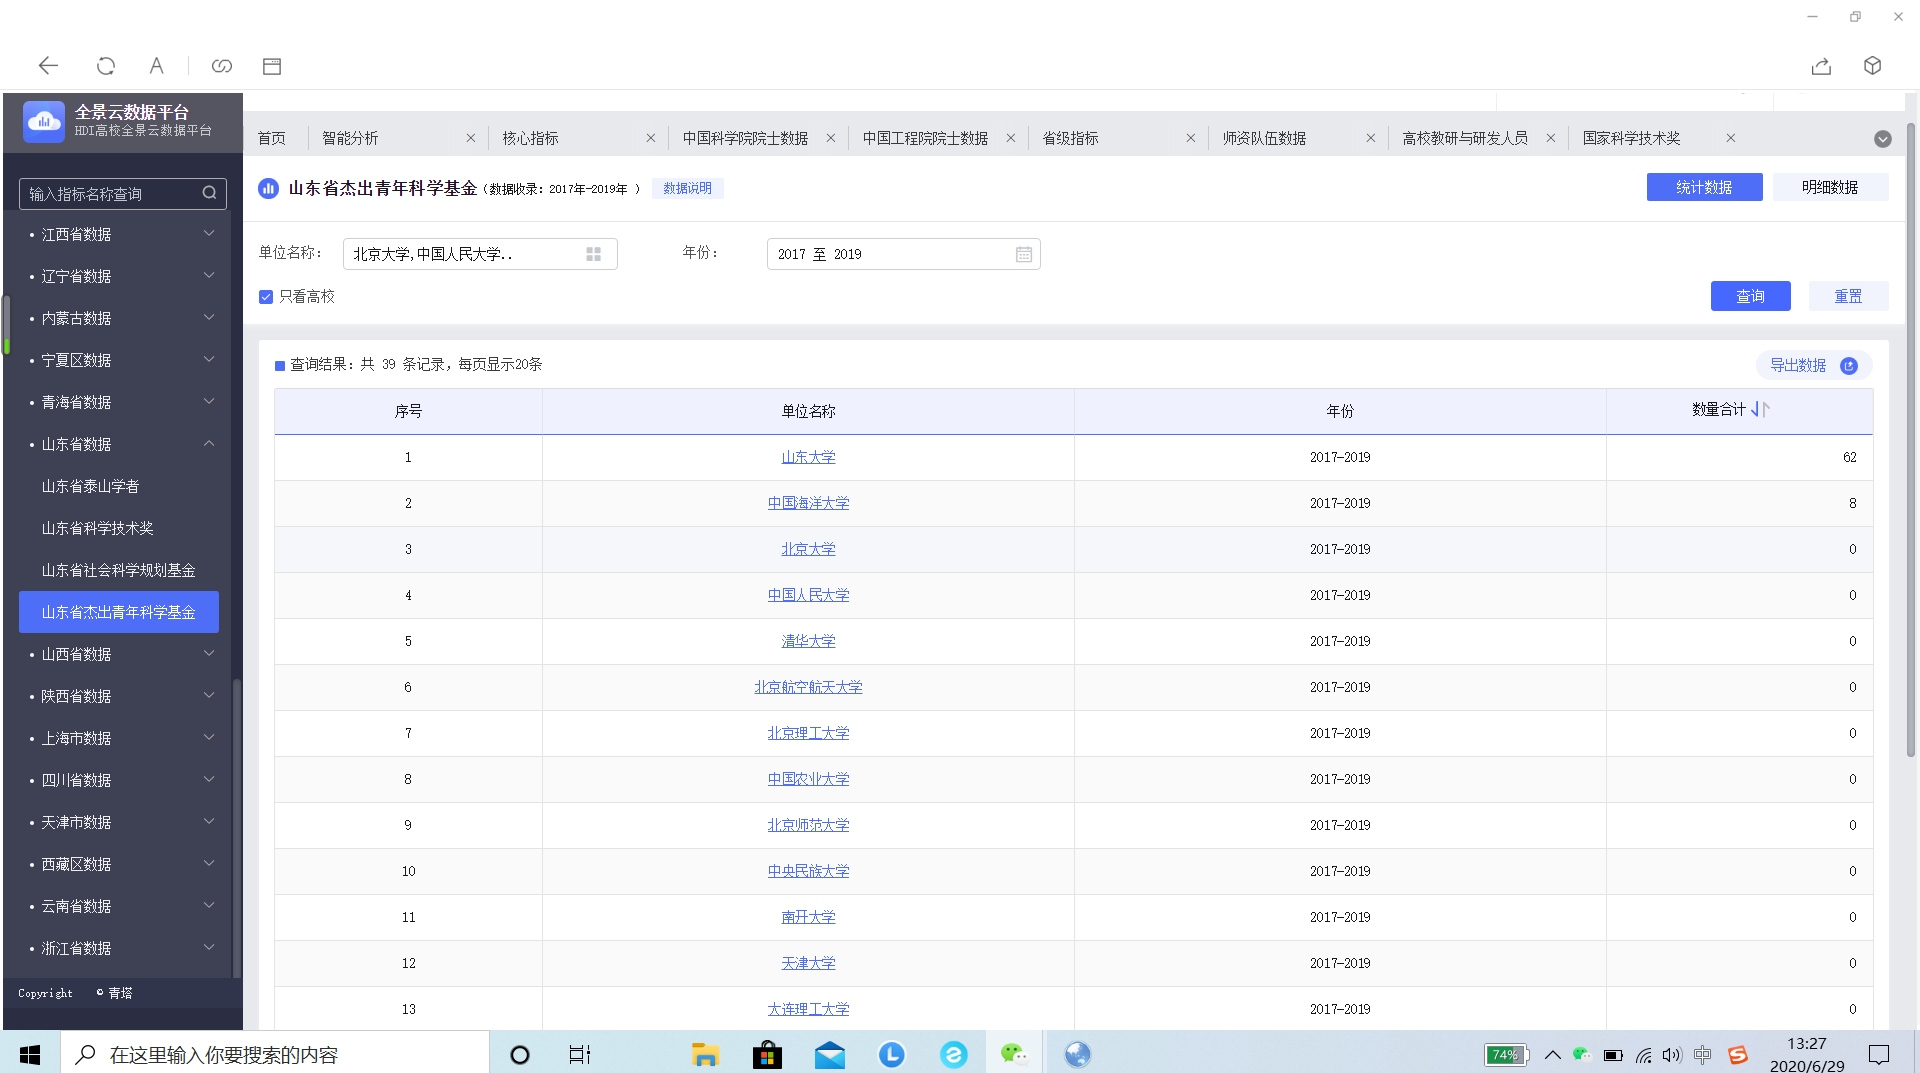 全景云数据平台
HDI高校全景云数据平台
首页
智能分析
核心指标
中国科学院院士数据
中国工程院院士数据
省级指标
师资队伍数据
高校教研与研发人员
国家科学技术奖
输入指标名称查询
江西省数据
辽宁省数据
内蒙古数据
宁夏区数据
青海省数据
山东省数据
山东省泰山学者
山东省科学技术奖
山东省社会科学规划基金
山东省杰出青年科学基金
山西省数据
陕西省数据
上海市数据
四川省数据
天津市数据
西藏区数据
云南省数据
浙江省数据
Copyright © 青塔
山东省杰出青年科学基金 (数据收录: 2017年-2019年 ) 数据说明
统计数据 明细数据
单位名称: 北京大学,中国人民大学.. 年份: 2017 至 2019
只看高校
查询 重置
查询结果: 共 39 条记录, 每页显示20条
导出数据
序号 单位名称 年份 数量合计
1 山东大学 2017-2019 62
2 中国海洋大学 2017-2019 8
3 北京大学 2017-2019 0
4 中国人民大学 2017-2019 0
5 清华大学 2017-2019 0
6 北京航空航天大学 2017-2019 0
7 北京理工大学 2017-2019 0
8 中国农业大学 2017-2019 0
9 北京师范大学 2017-2019 0
10 中央民族大学 2017-2019 0
11 南开大学 2017-2019 0
12 天津大学 2017-2019 0
13 大连理工大学 2017-2019 0
在这里输入你要搜索的内容
74%
中
13:27
2020/6/29